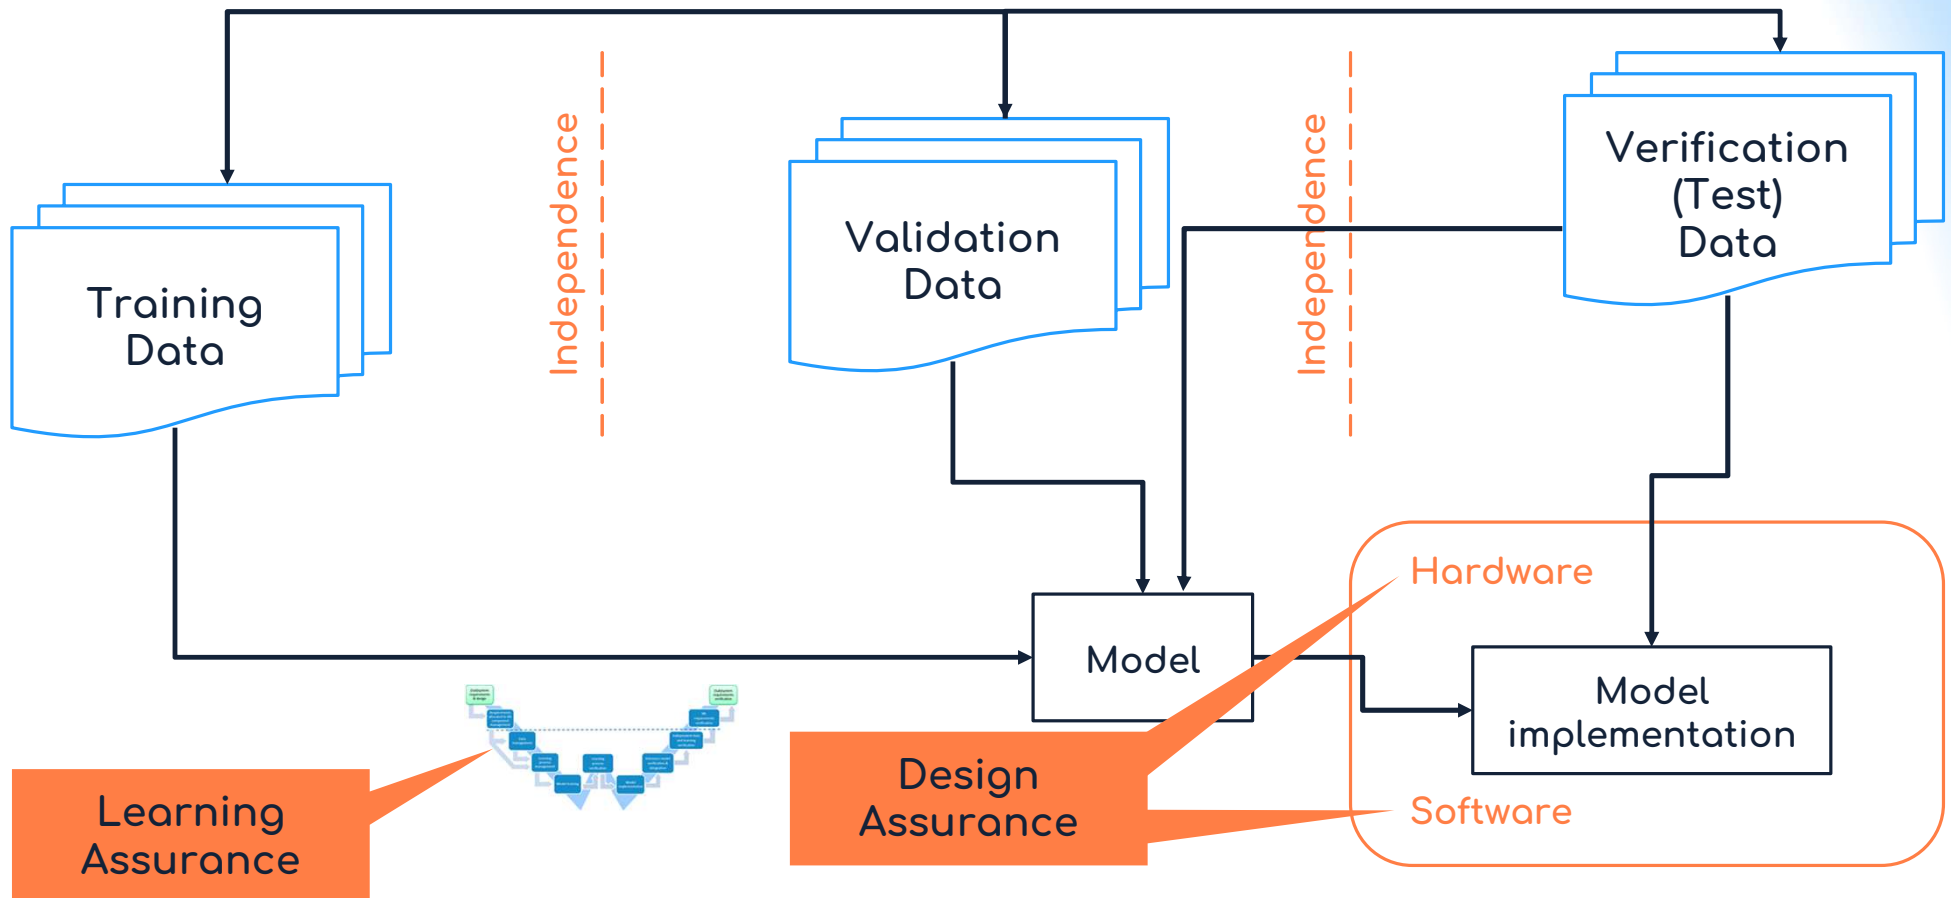 Independence
Independence
Verification
(Test)
Data
Validation
Data
Training
Data
Hardware
Model
Model
implementation
Design
Assurance
Software
Learning
Assurance